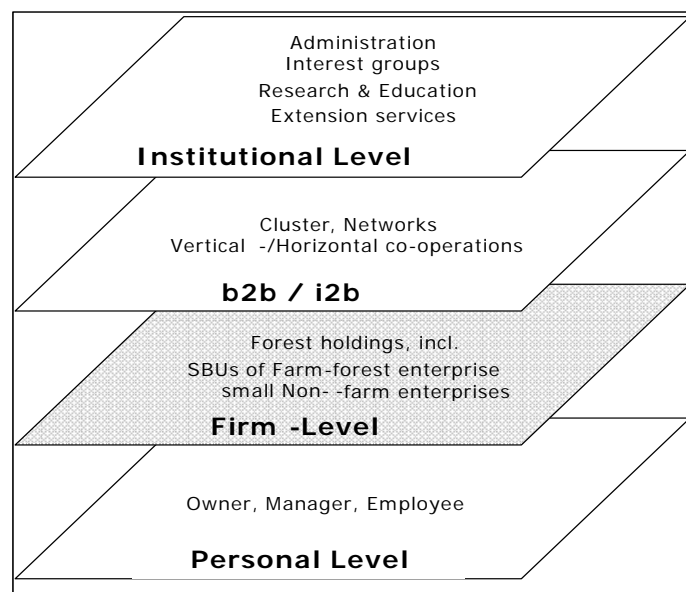 Administration
Interest groups
Research & Education
Extension services
Institutional Level
Cluster, Networks
Vertical -/Horizontal co-operations
b2b / i2b
Forest holdings, incl.
SBUs of Farm-forest enterprise
small Non- -farm enterprises
Firm -Level
Owner, Manager, Employee
Personal Level